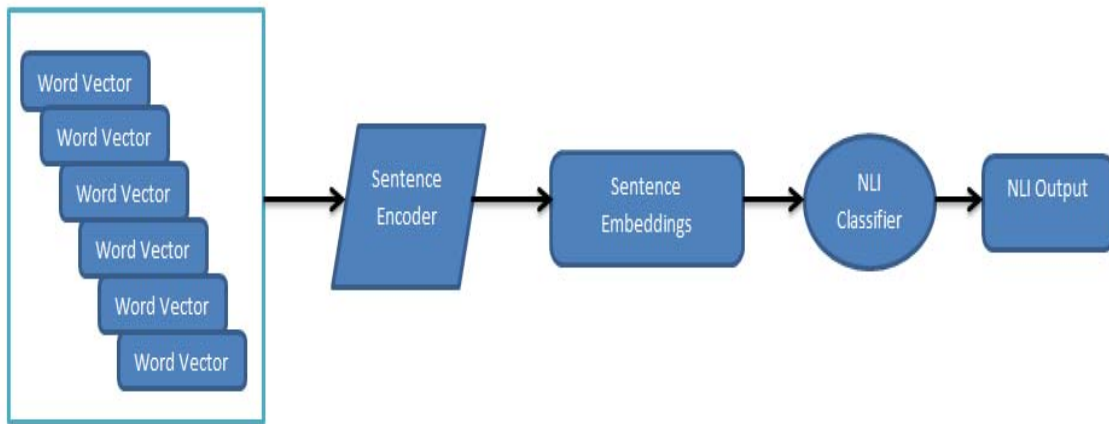 Word Vector
Word Vector
Word Vector
Word Vector
Word Vector
Word Vector
Sentence
Encoder
Sentence
Embeddings
NLI
Classifier
NLI Output